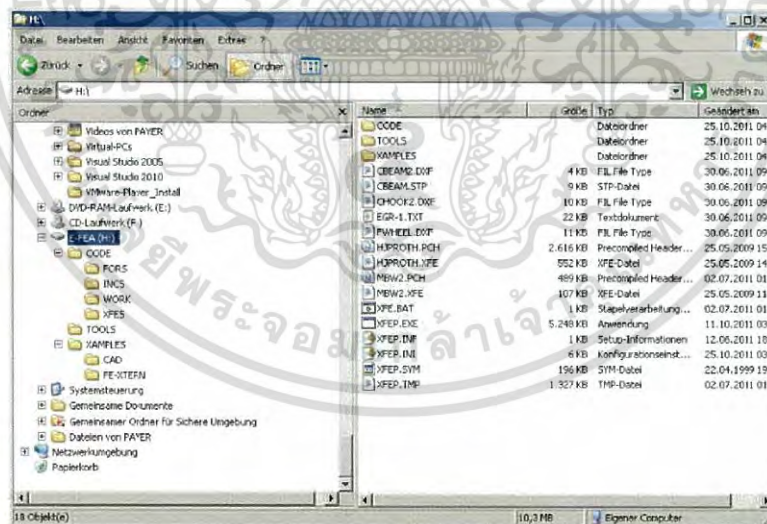 H:\
Datei Bearbeiten Ansicht Favoriten Extras ?
Zurück Suchen Ordner
Adresse H:\ Wechseln zu
Ordner
Videos von PAYER
Virtual-PCs
Visual Studio 2005
Visual Studio 2010
VMware-Player_Install
DVD-RAM-Laufwerk (E:)
CD-Laufwerk (F:)
E-FEA (H:)
CODE
FORS
INCS
WORK
XFES
TOOLS
XAMPLES
CAD
FE-XTERN
Systemsteuerung
Gemeinsame Dokumente
Gemeinsamer Ordner für Sichere Umgebung
Dateien von PAYER
Netzwerkumgebung
Papierkorb
Name Größe Typ Geändert am
CODE Dateiordner 25.10.2011 04
TOOLS Dateiordner 25.10.2011 04
XAMPLES Dateiordner 25.10.2011 04
CBEAM2.DXF 4 KB FIL File Type 30.06.2011 09
CBEAM.STP 9 KB STP-Datei 30.06.2011 09
CHOOK2.DXF 10 KB FIL File Type 30.06.2011 09
EGR-1.TXT 22 KB Textdokument 30.06.2011 09
FWHEEL.DXF 11 KB FIL File Type 30.06.2011 09
HJPROTH.PCH 2.616 KB Precompiled Header... 25.05.2009 15
HJPROTH.XFE 552 KB XFE-Datei 25.05.2009 14
MBW2.PCH 489 KB Precompiled Header... 02.07.2011 01
MBW2.XFE 107 KB XFE-Datei 25.05.2009 11
XFE.BAT 1 KB Stapelverarbeitung... 02.07.2011 01
XFEP.EXE 5.248 KB Anwendung 11.10.2011 03
XFEP.INF 1 KB Setup-Informationen 12.06.2011 18
XFEP.INI 6 KB Konfigurationseinst... 25.10.2011 03
XFEP.SYM 196 KB SYM-Datei 22.04.1999 19
XFEP.TMP 1.327 KB TMP-Datei 02.07.2011 01
18 Objekt(e) 10,3 MB Eigener Computer